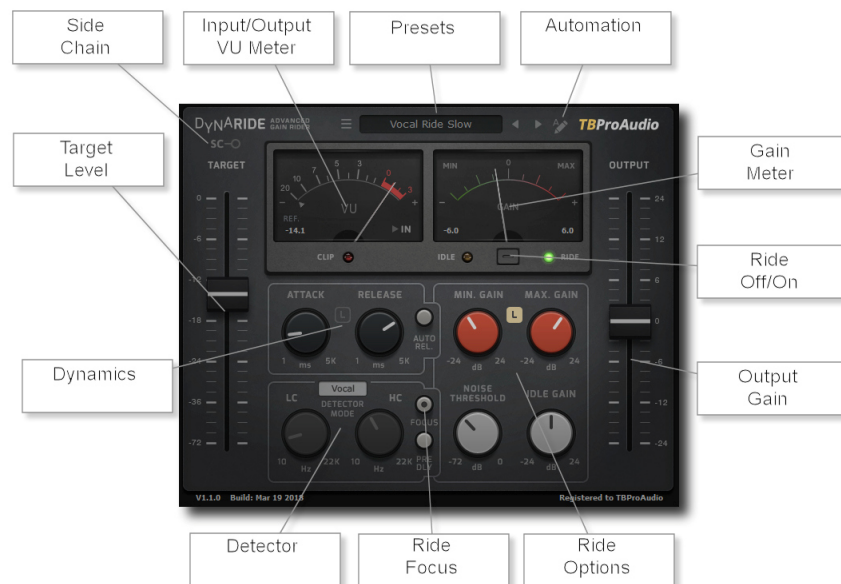 Side
Chain
Input/Output
VU Meter
Presets
Automation
DYNARIDE
ADVANCED
GAIN RIDER
Vocal Ride Slow
A
TBProAudio
SC
TARGET
OUTPUT
Target
Level
Gain
Meter
20 10 7 5 3 0 3
- +
VU
REF.
-14.1
IN
MIN 0 MAX
- +
GAIN
-6.0 6.0
CLIP
IDLE
RIDE
Ride
Off/On
0
-6
-12
-18
-24
-36
-72
24
12
6
0
-6
-12
-24
ATTACK
L
RELEASE
1 ms 5K
1 ms 5K
AUTO
REL.
MIN. GAIN
L
MAX. GAIN
-24 dB 24
-24 dB 24
Dynamics
Output
Gain
Vocal
LC
DETECTOR
MODE
HC
FOCUS
PRE
DLY
10 Hz 22K
10 Hz 22K
NOISE
THRESHOLD
IDLE GAIN
-72 dB 0
-24 dB 24
V1.1.0 Build: Mar 19 2018
Registered to TBProAudio
Detector
Ride
Focus
Ride
Options